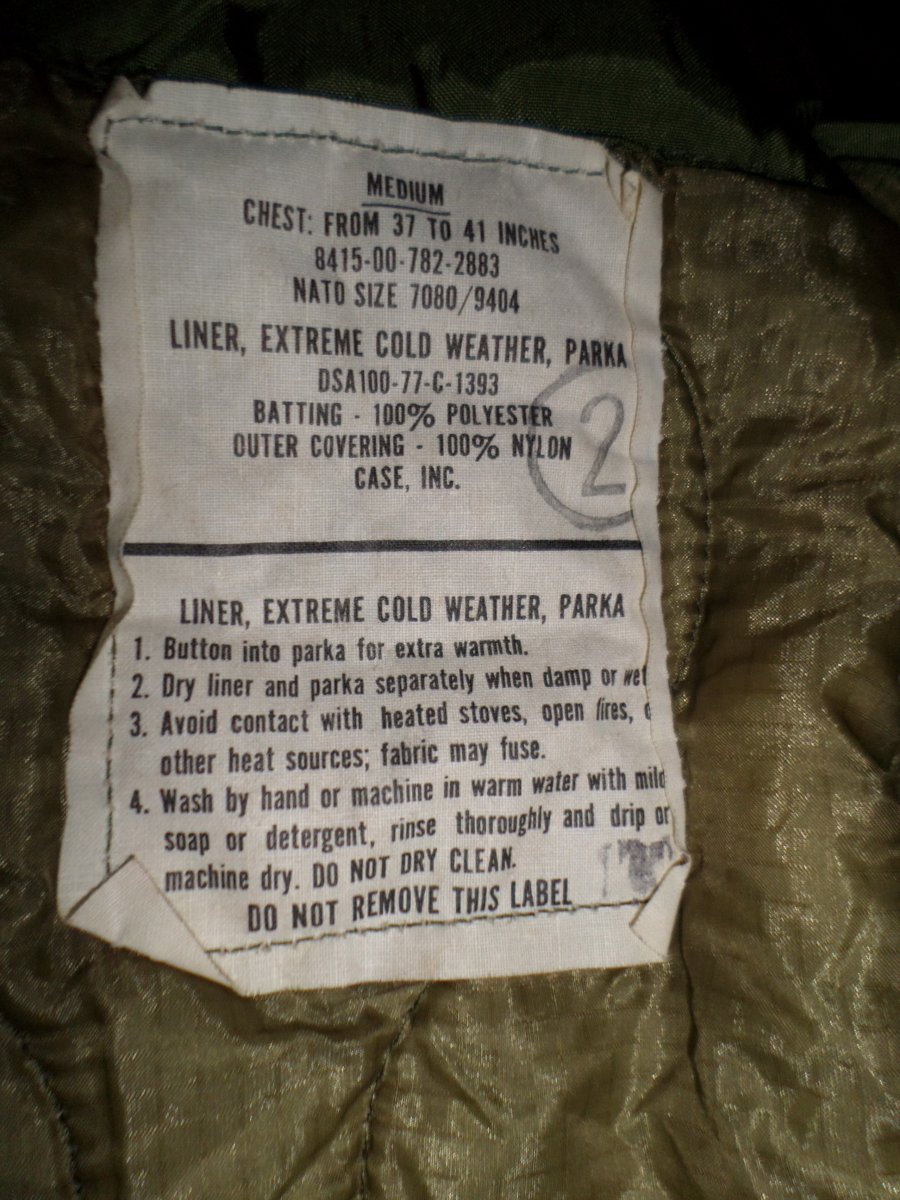 MEDIUM
CHEST: FROM 37 TO 41 INCHES
8415-00-782-2883
NATO SIZE 7080/9404
LINER, EXTREME COLD WEATHER, PARKA
DSA100-77-C-1393
BATTING - 100% POLYESTER
OUTER COVERING - 100% NYLON
CASE, INC.
2
LINER, EXTREME COLD WEATHER, PARKA
1. Button into parka for extra warmth.
2. Dry liner and parka separately when damp or wet
3. Avoid contact with heated stoves, open fires,
other heat sources; fabric may fuse.
4. Wash by hand or machine in warm water with mild
soap or detergent, rinse thoroughly and drip or
machine dry. DO NOT DRY CLEAN.
DO NOT REMOVE THIS LABEL